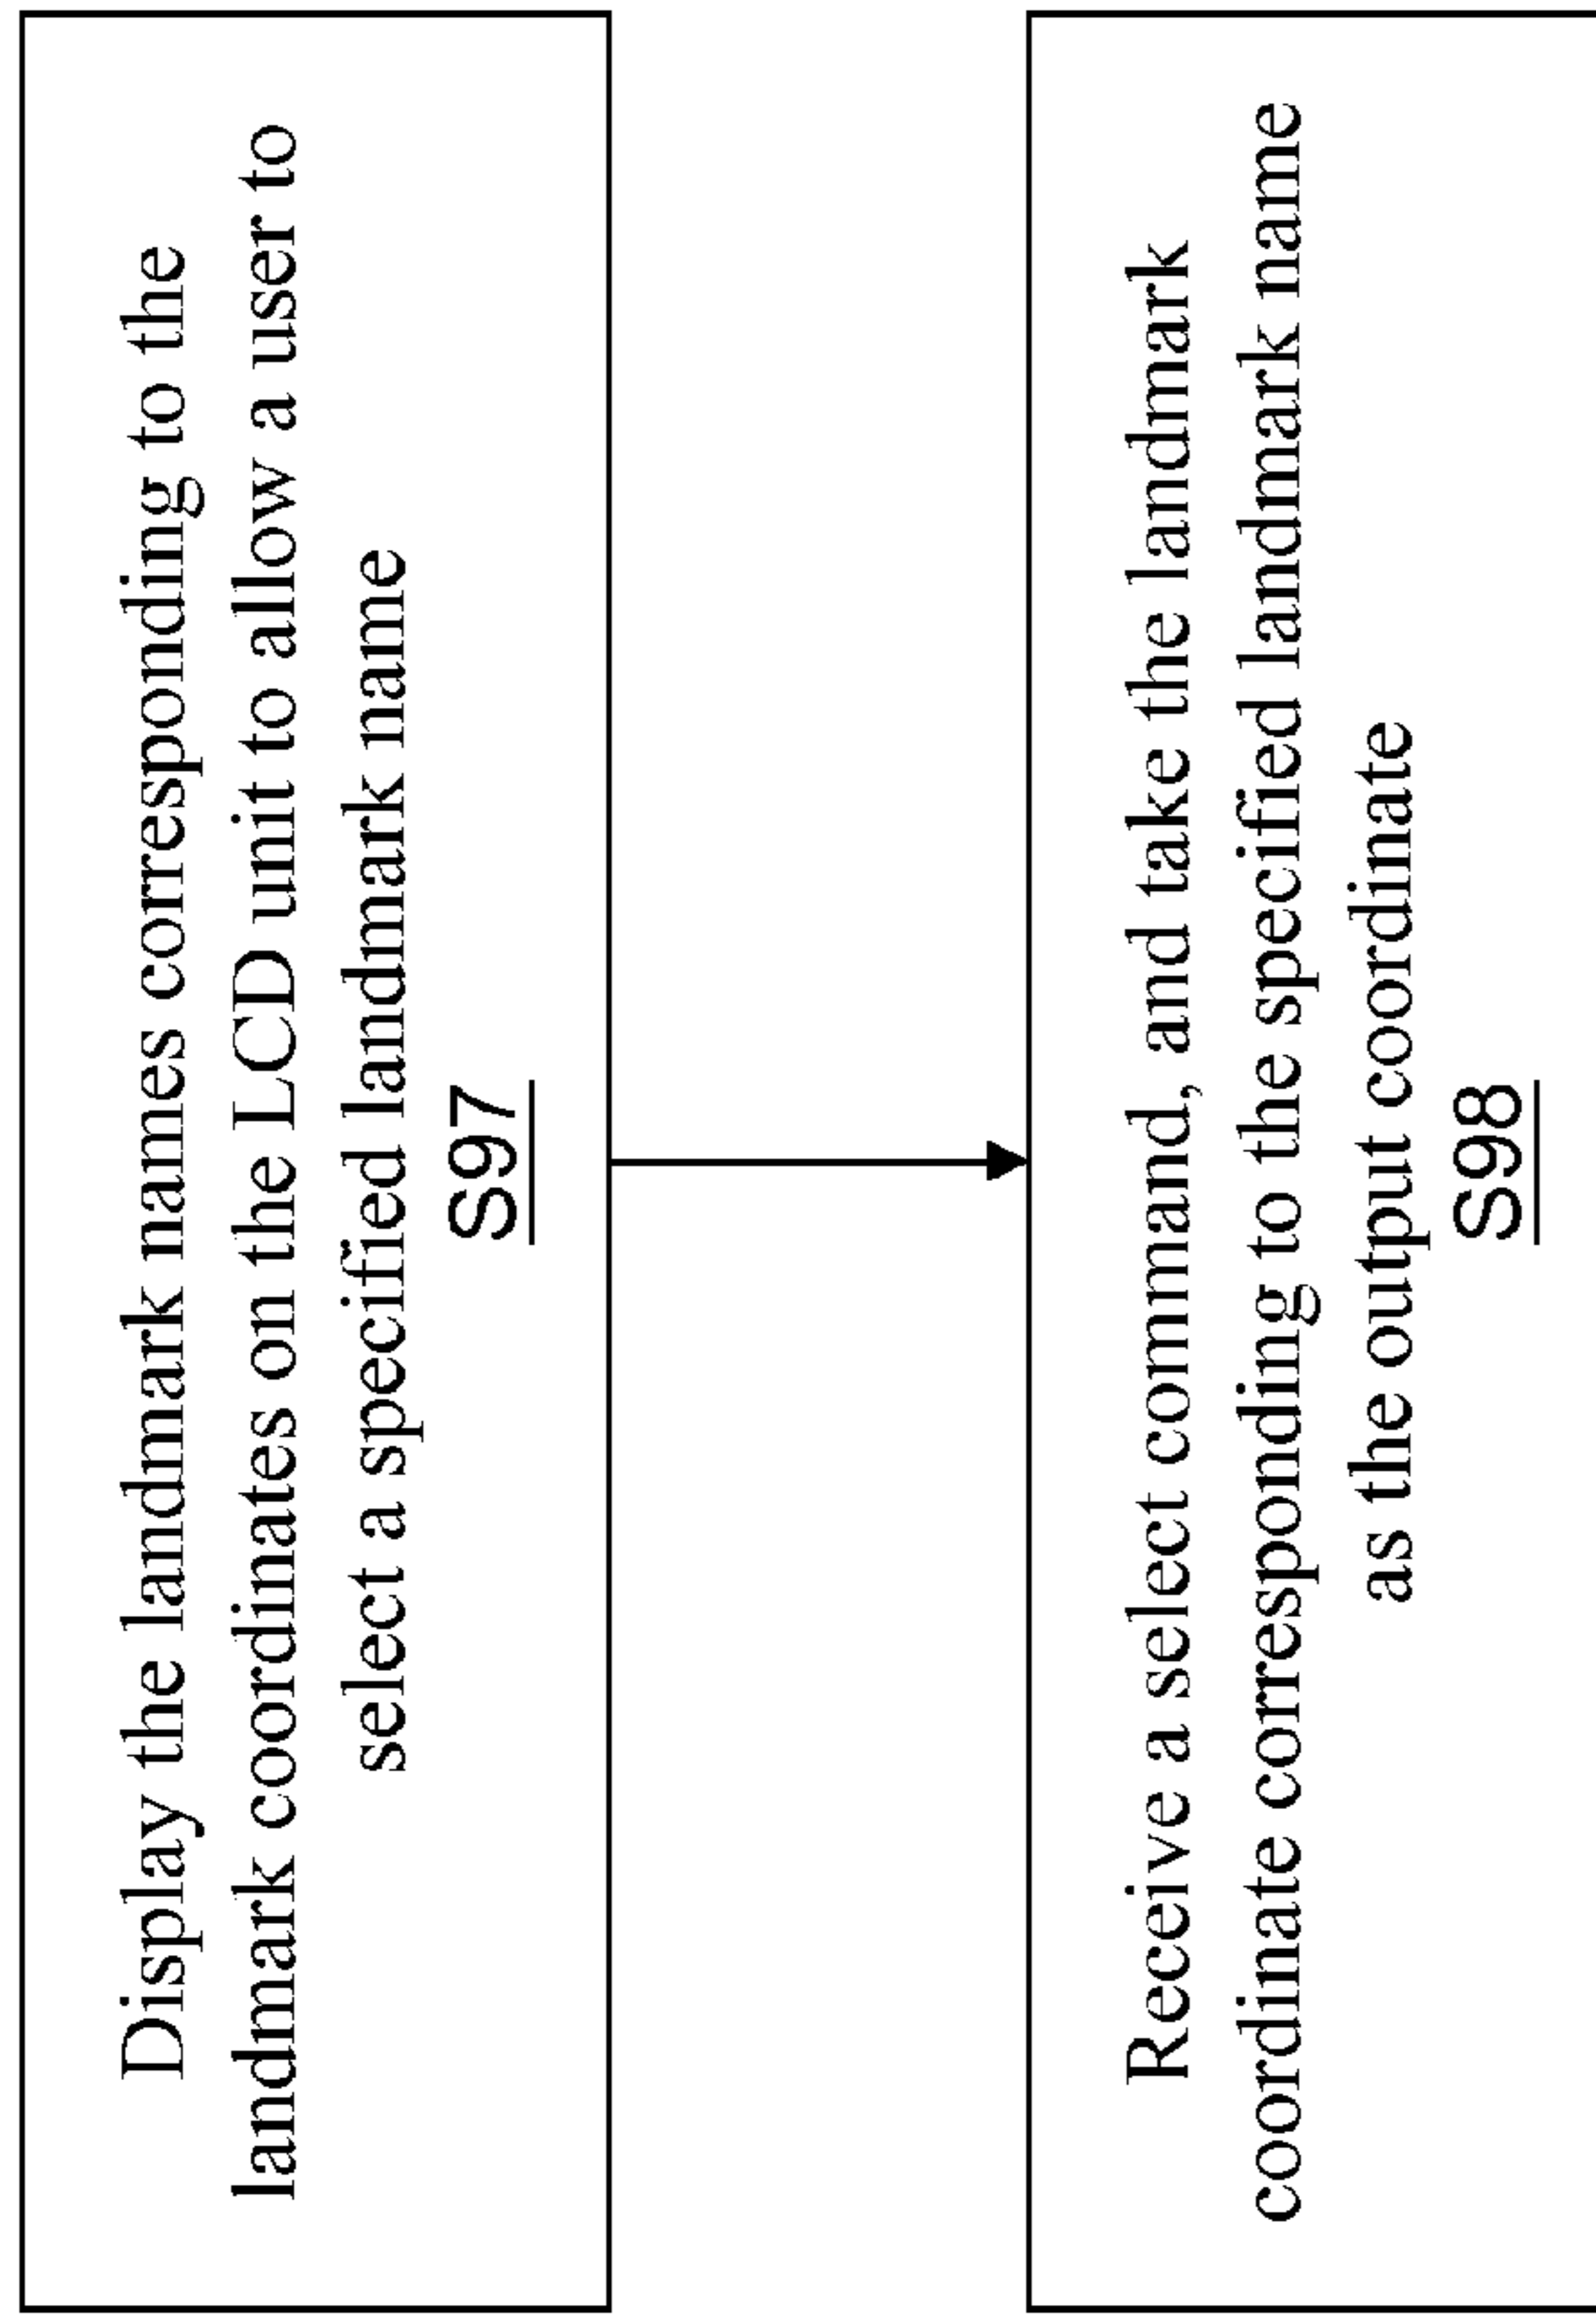 Display the landmark names corresponding to the
landmark coordinates on the LCD unit to allow a user to
select a specified landmark name
S97
Receive a select command, and take the landmark
coordinate corresponding to the specified landmark name
as the output coordinate
S98